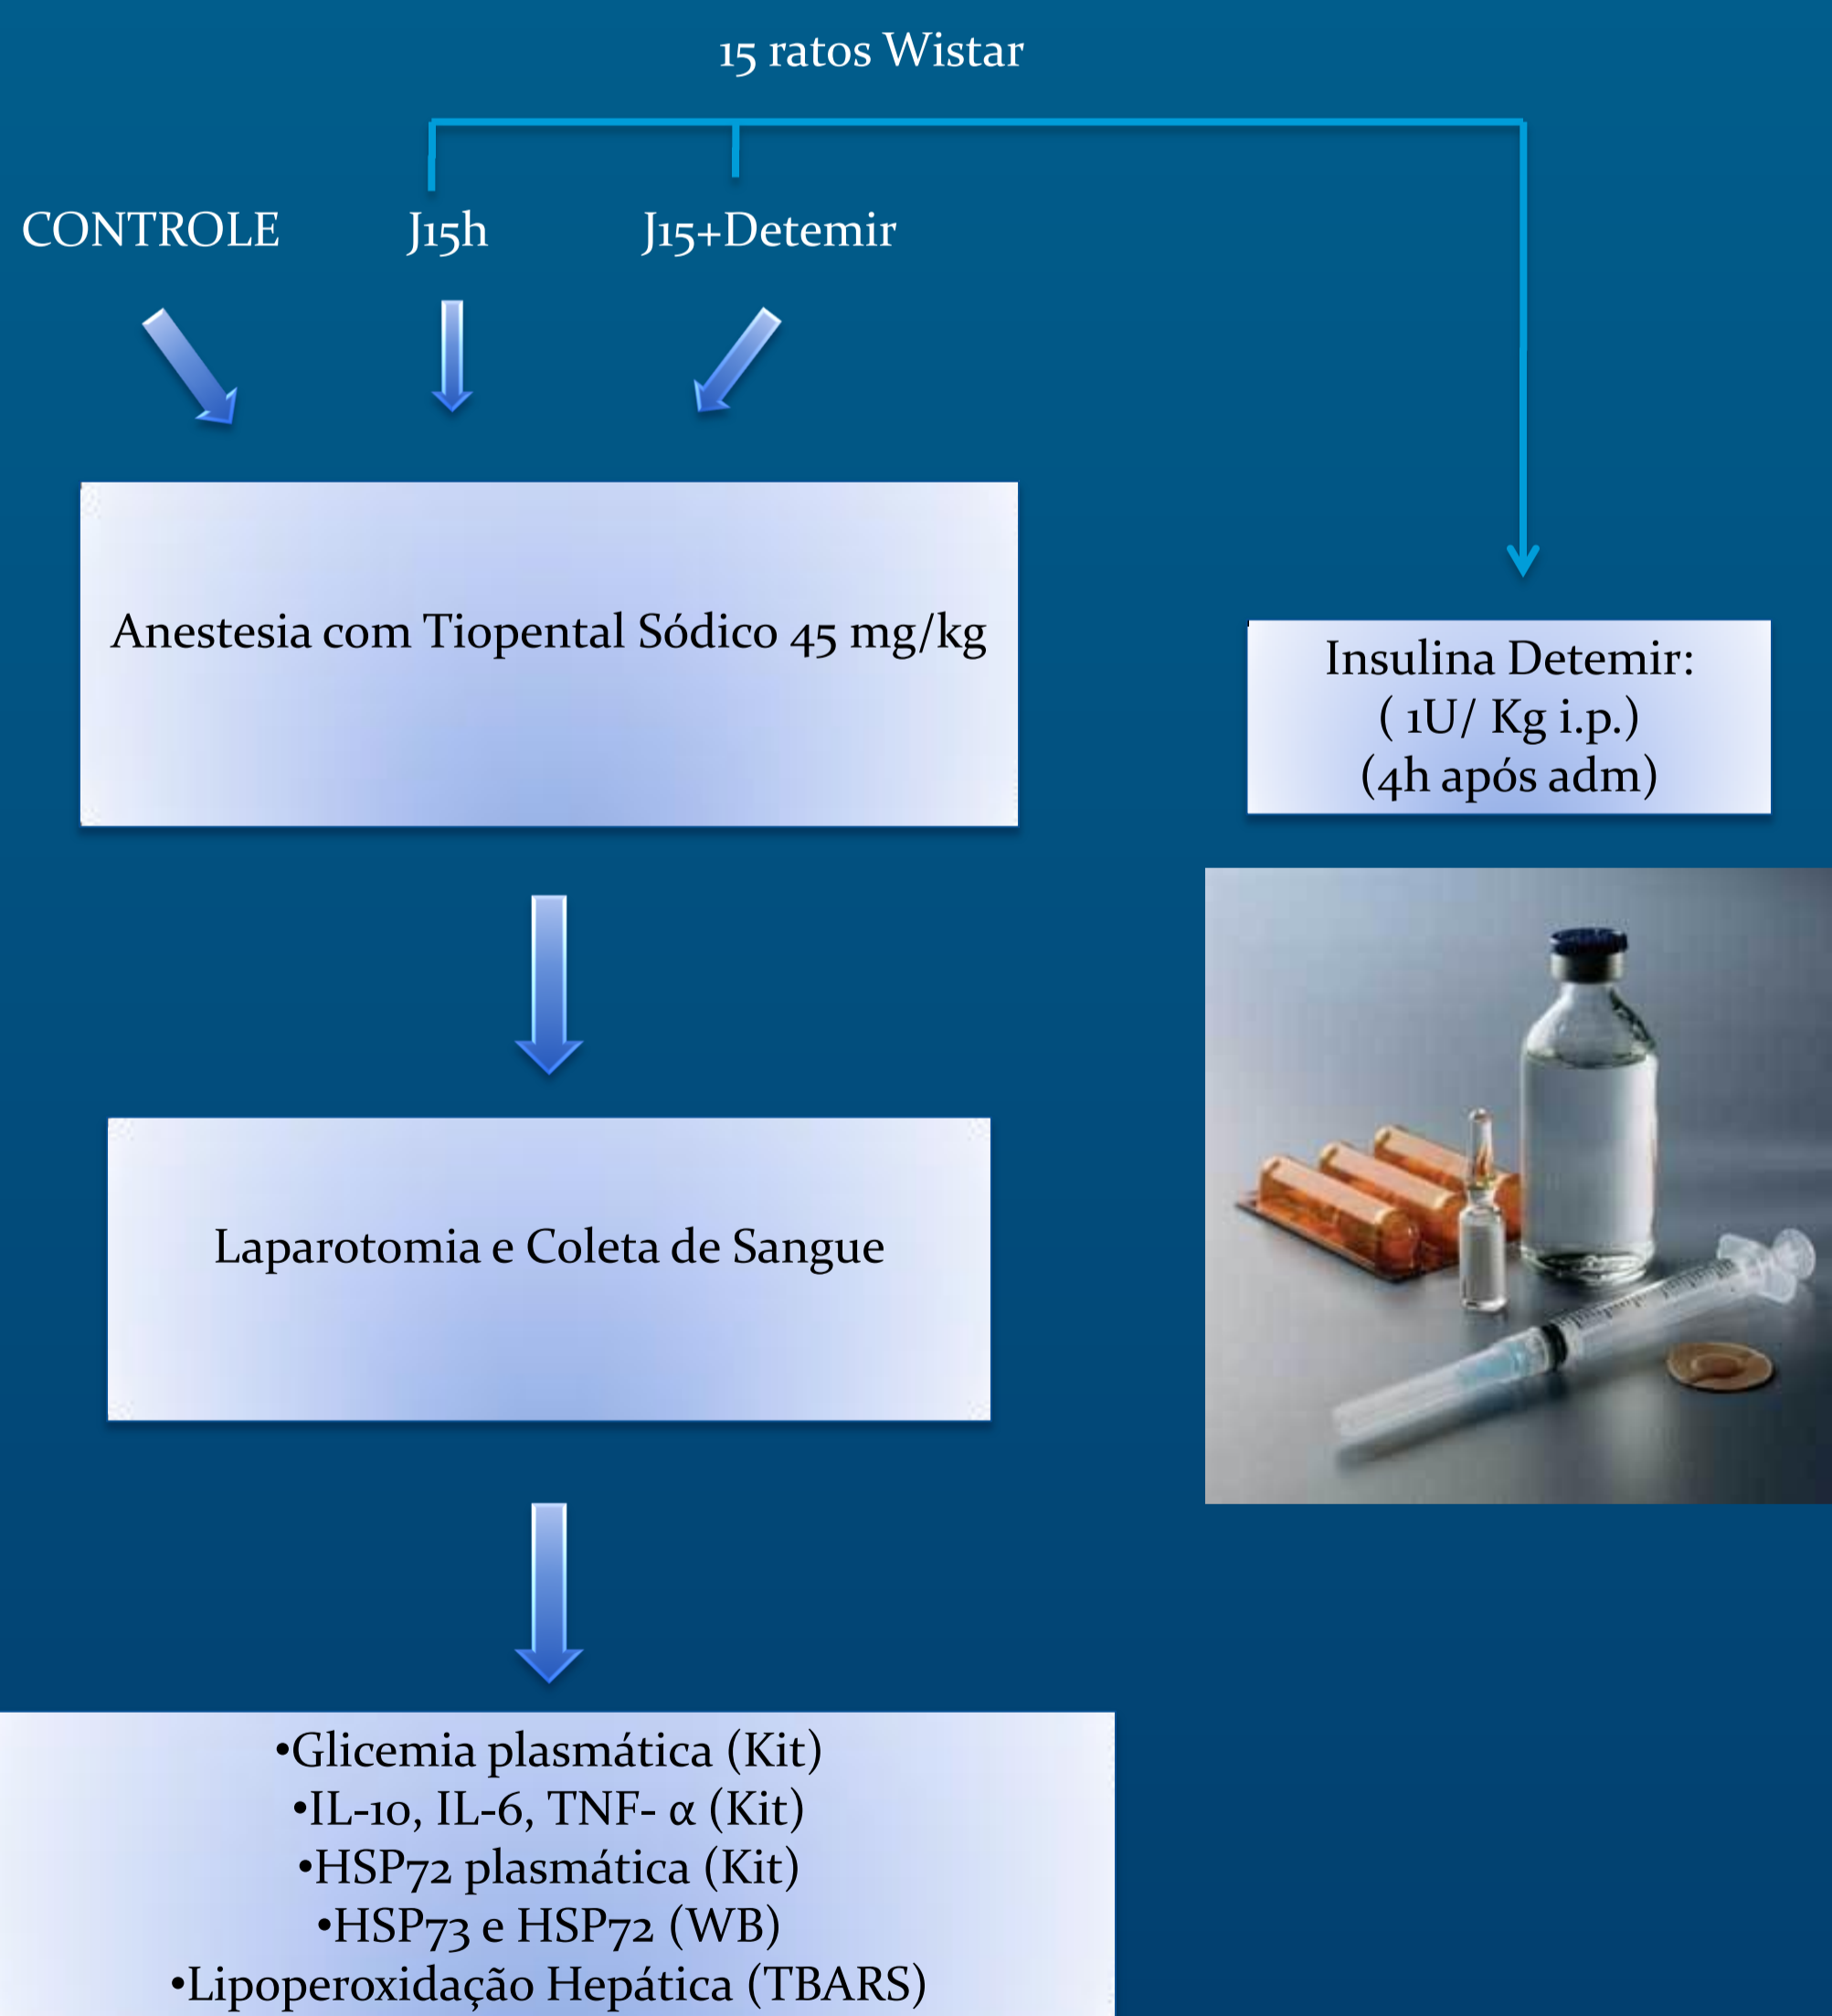 15 ratos Wistar
CONTROLE
J15h
J15+Detemir
Anestesia com Tiopental Sódico 45 mg/kg
Insulina Detemir:
( 1U/ Kg i.p.)
(4h após adm)
Laparotomia e Coleta de Sangue
•Glicemia plasmática (Kit)
•IL-10, IL-6, TNF- α (Kit)
•HSP72 plasmática (Kit)
•HSP73 e HSP72 (WB)
•Lipoperoxidação Hepática (TBARS)